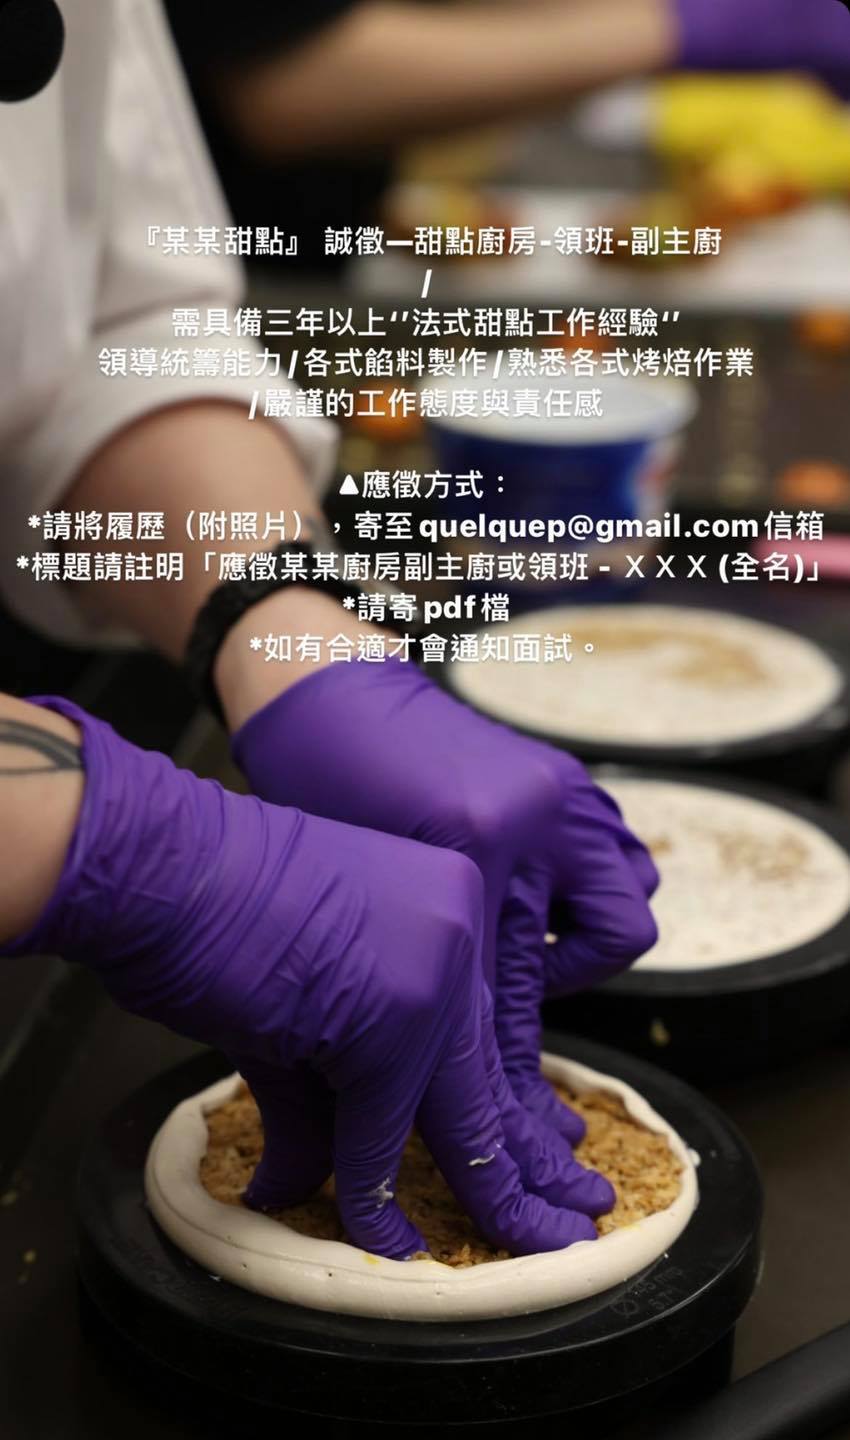 『某某甜點』 誠徵—甜點廚房-領班-副主廚
/
需具備三年以上‘’法式甜點工作經驗‘’
領導統籌能力/各式餡料製作/熟悉各式烤焙作業
/嚴謹的工作態度與責任感
▲應徵方式：
*請將履歷（附照片），寄至quelquep@gmail.com信箱
*標題請註明「應徵某某廚房副主廚或領班 - ＸＸＸ(全名)」
*請寄pdf檔
*如有合適才會通知面試。